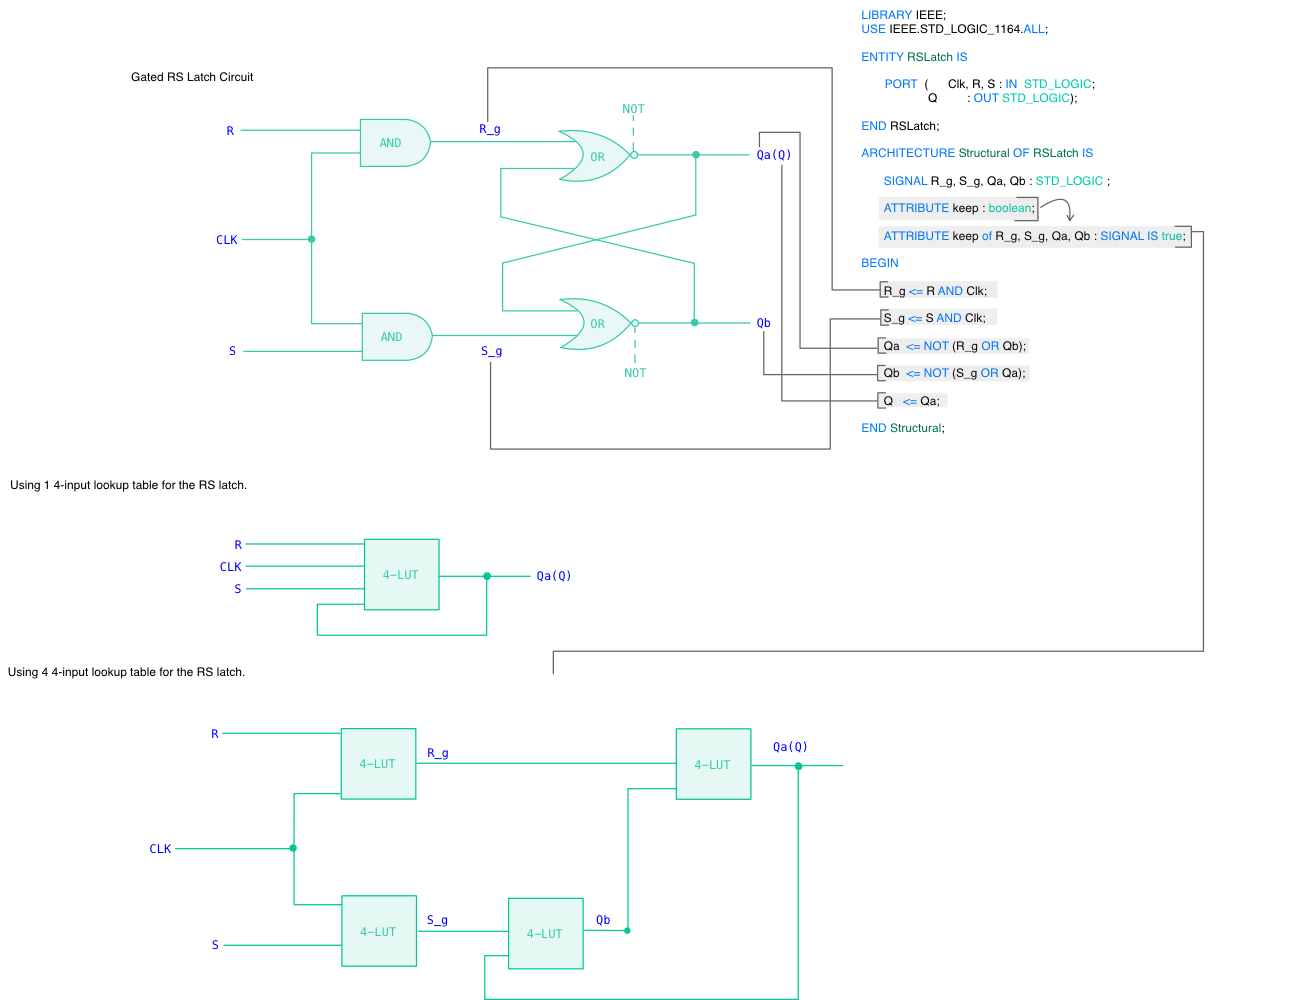 Gated RS Latch Circuit
R
AND
R_g
NOT
OR
Qa(Q)
CLK
S
AND
S_g
OR
NOT
Qb
LIBRARY IEEE;
USE IEEE.STD_LOGIC_1164.ALL;
ENTITY RSLatch IS
PORT ( Clk, R, S : IN STD_LOGIC;
Q : OUT STD_LOGIC);
END RSLatch;
ARCHITECTURE Structural OF RSLatch IS
SIGNAL R_g, S_g, Qa, Qb : STD_LOGIC ;
ATTRIBUTE keep : boolean;
ATTRIBUTE keep of R_g, S_g, Qa, Qb : SIGNAL IS true;
BEGIN
R_g <= R AND Clk;
S_g <= S AND Clk;
Qa <= NOT (R_g OR Qb);
Qb <= NOT (S_g OR Qa);
Q <= Qa;
END Structural;
Using 1 4-input lookup table for the RS latch.
R
CLK
S
4-LUT
Qa(Q)
Using 4 4-input lookup table for the RS latch.
R
4-LUT
R_g
4-LUT
Qa(Q)
CLK
S
4-LUT
S_g
4-LUT
Qb